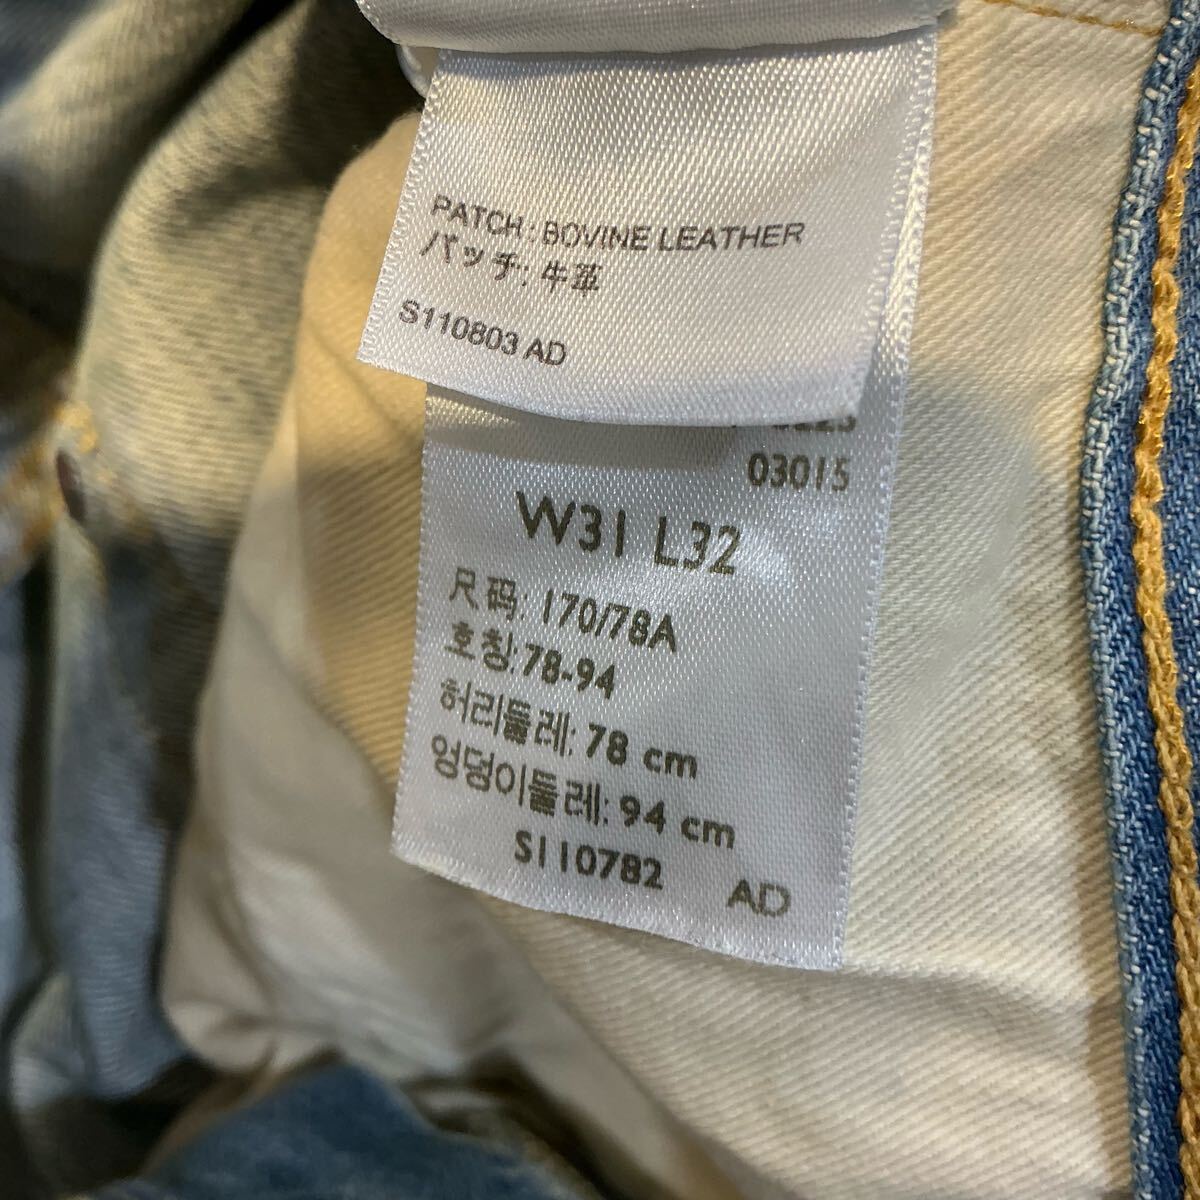 PATCH : BOVINE LEATHER
パッチ : 牛革
S110803 AD
03015
W31 L32
尺码: 170/78A
호칭: 78-94
허리둘레: 78 cm
엉덩이둘레: 94 cm
S110782 AD